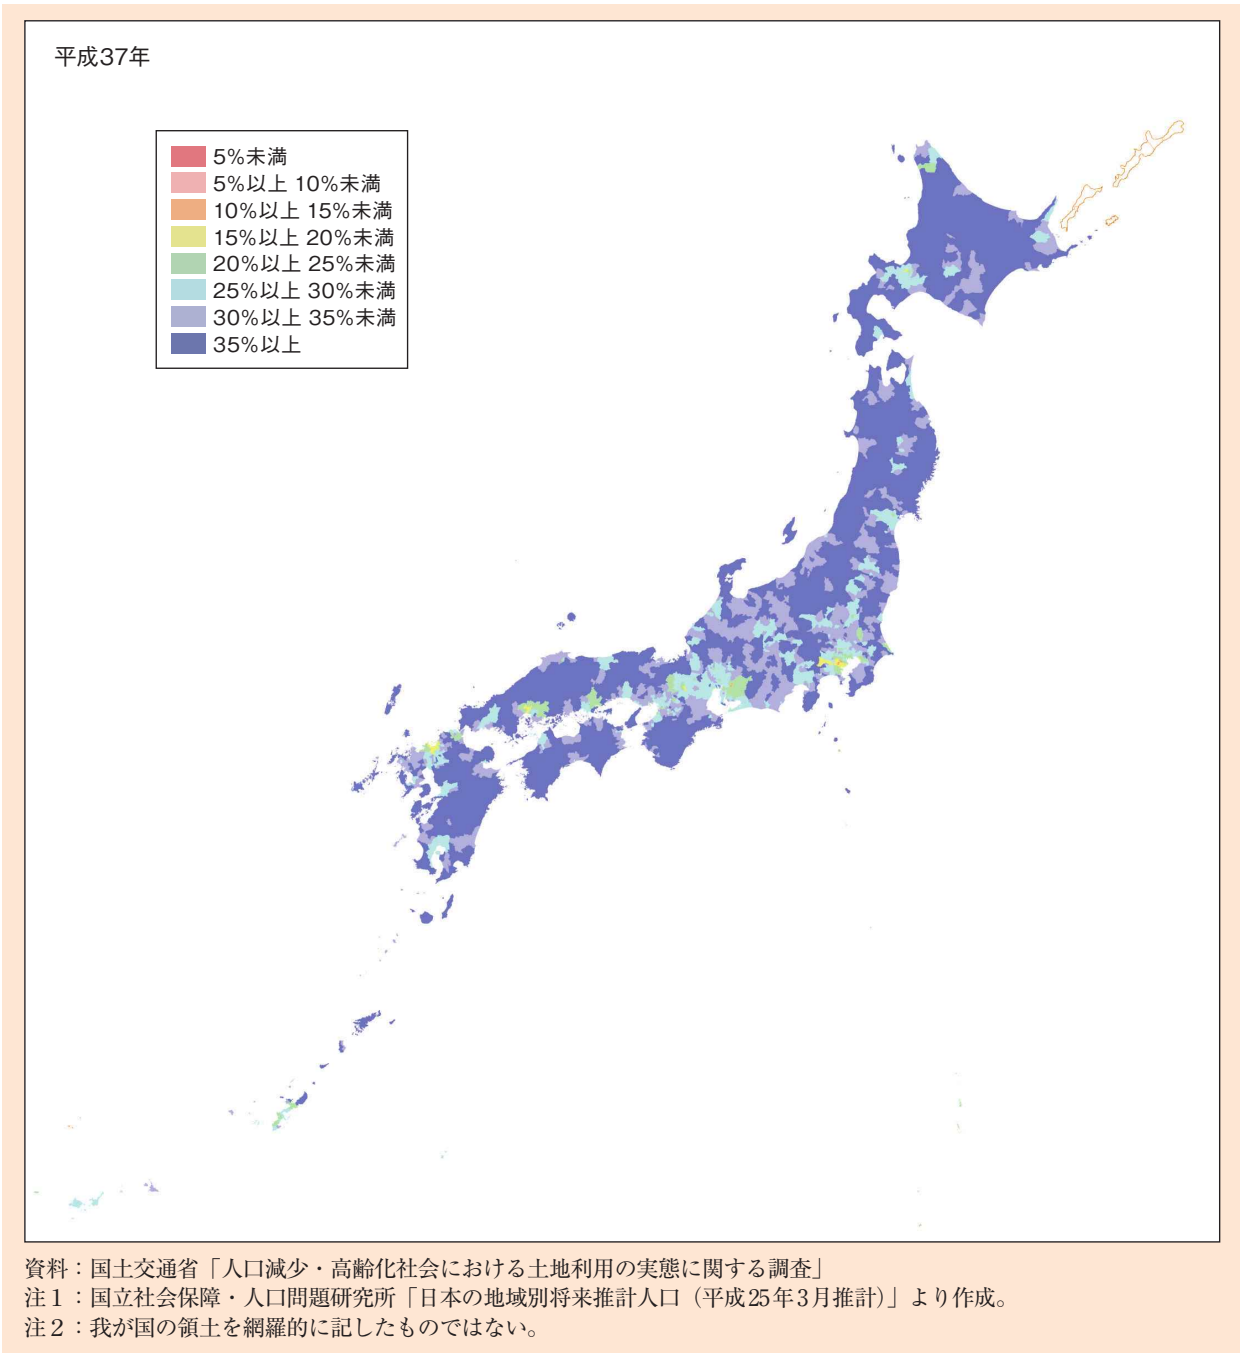 平成37年
5%未満
5%以上 10%未満
10%以上 15%未満
15%以上 20%未満
20%以上 25%未満
25%以上 30%未満
30%以上 35%未満
35%以上
資料：国土交通省「人口減少・高齢化社会における土地利用の実態に関する調査」
注1：国立社会保障・人口問題研究所「日本の地域別将来推計人口（平成25年3月推計）」より作成。
注2：我が国の領土を網羅的に記したものではない。